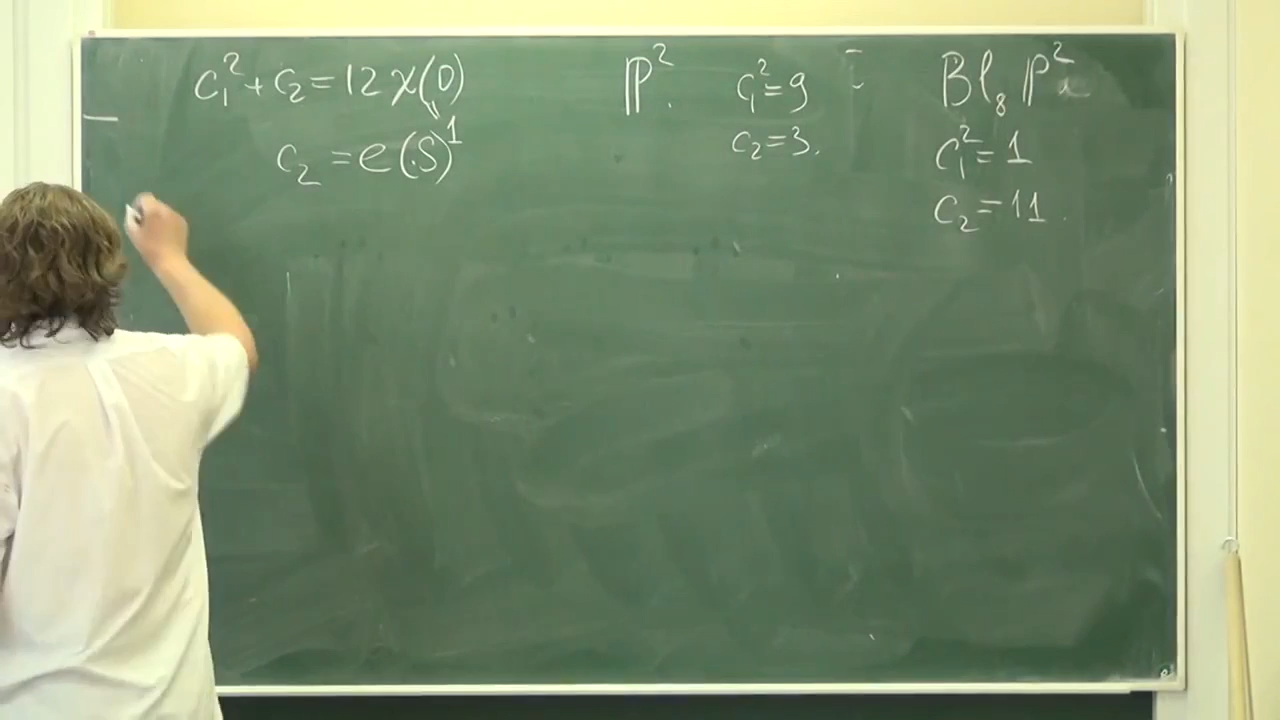 c₁² + c₂ = 12 χ(O)
1
c₂ = e(S)
P².
c₁² = 9
c₂ = 3.
Bl₈ P²
c₁² = 1
c₂ = 11.